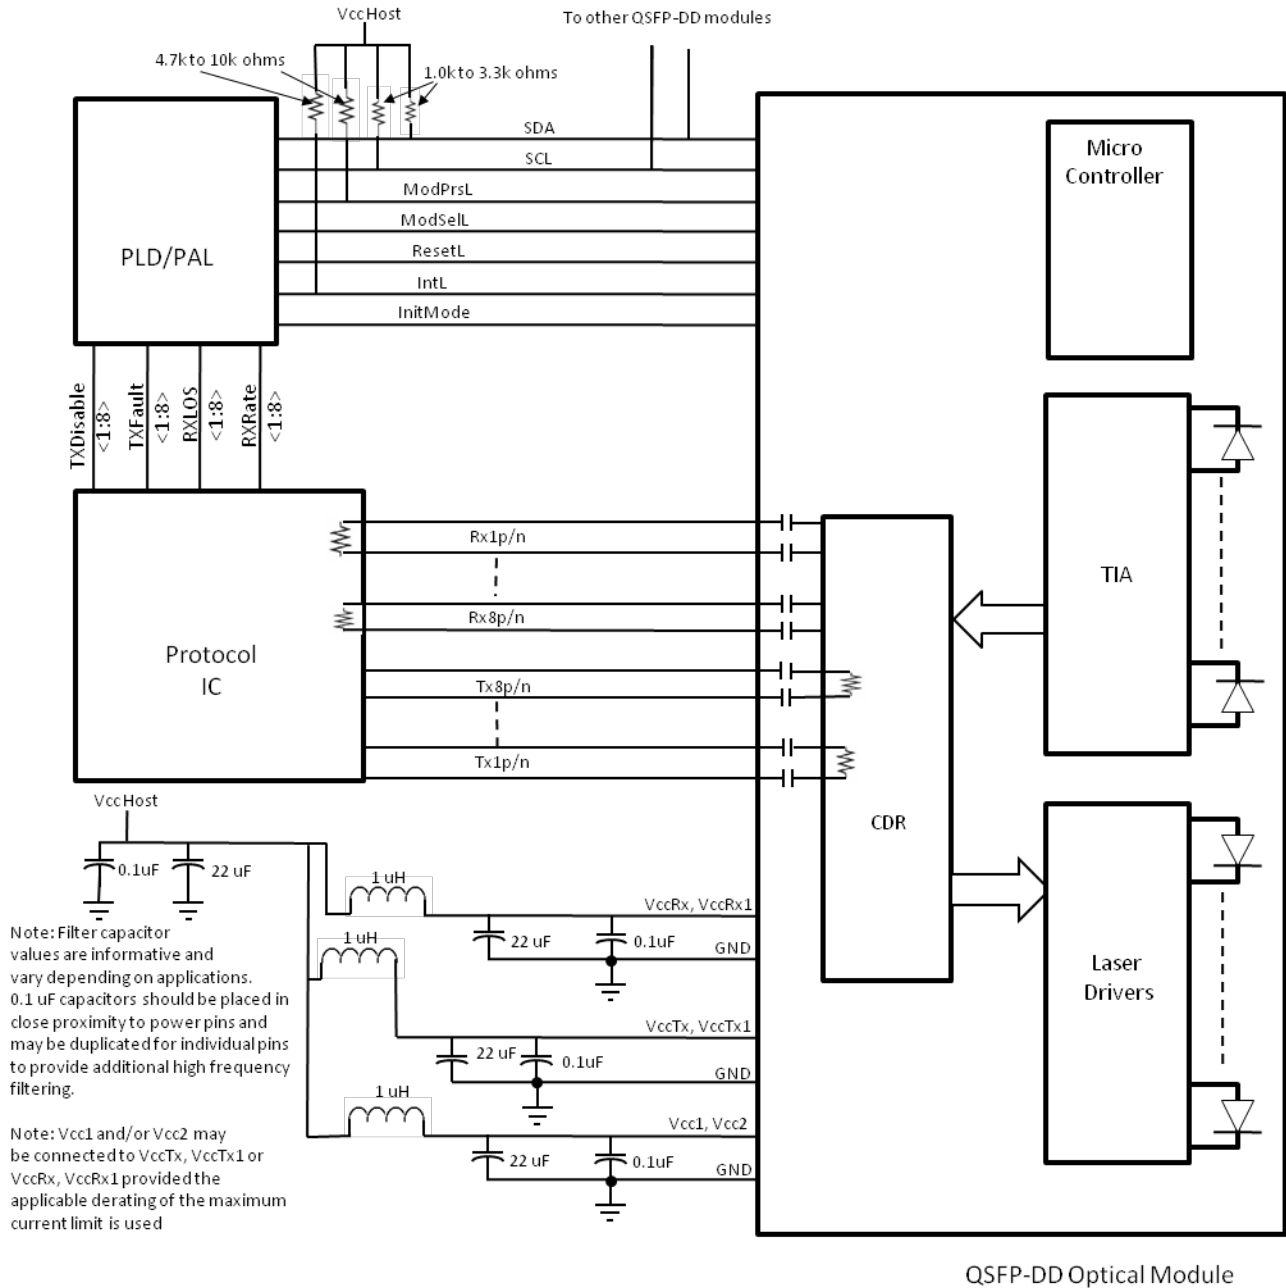 VccHost
To other QSFP-DD modules
4.7k to 10k ohms
1.0k to 3.3k ohms
SDA
SCL
ModPrsL
ModSelL
ResetL
IntL
InitMode
PLD/PAL
Micro
Controller
TXDisable
<1:8>
TXFault
<1:8>
RXLOS
<1:8>
RXRate
<1:8>
Rx1p/n
Rx8p/n
Tx8p/n
Tx1p/n
Protocol
IC
TIA
CDR
Laser
Drivers
VccHost
0.1uF
22 uF
1 uH
VccRx, VccRx1
22 uF
0.1uF
GND
1 uH
VccTx, VccTx1
22 uF
0.1uF
GND
1 uH
Vcc1, Vcc2
22 uF
0.1uF
GND
Note: Filter capacitor
values are informative and
vary depending on applications.
0.1 uF capacitors should be placed in
close proximity to power pins and
may be duplicated for individual pins
to provide additional high frequency
filtering.
Note: Vcc1 and/or Vcc2 may
be connected to VccTx, VccTx1 or
VccRx, VccRx1 provided the
applicable derating of the maximum
current limit is used
QSFP-DD Optical Module